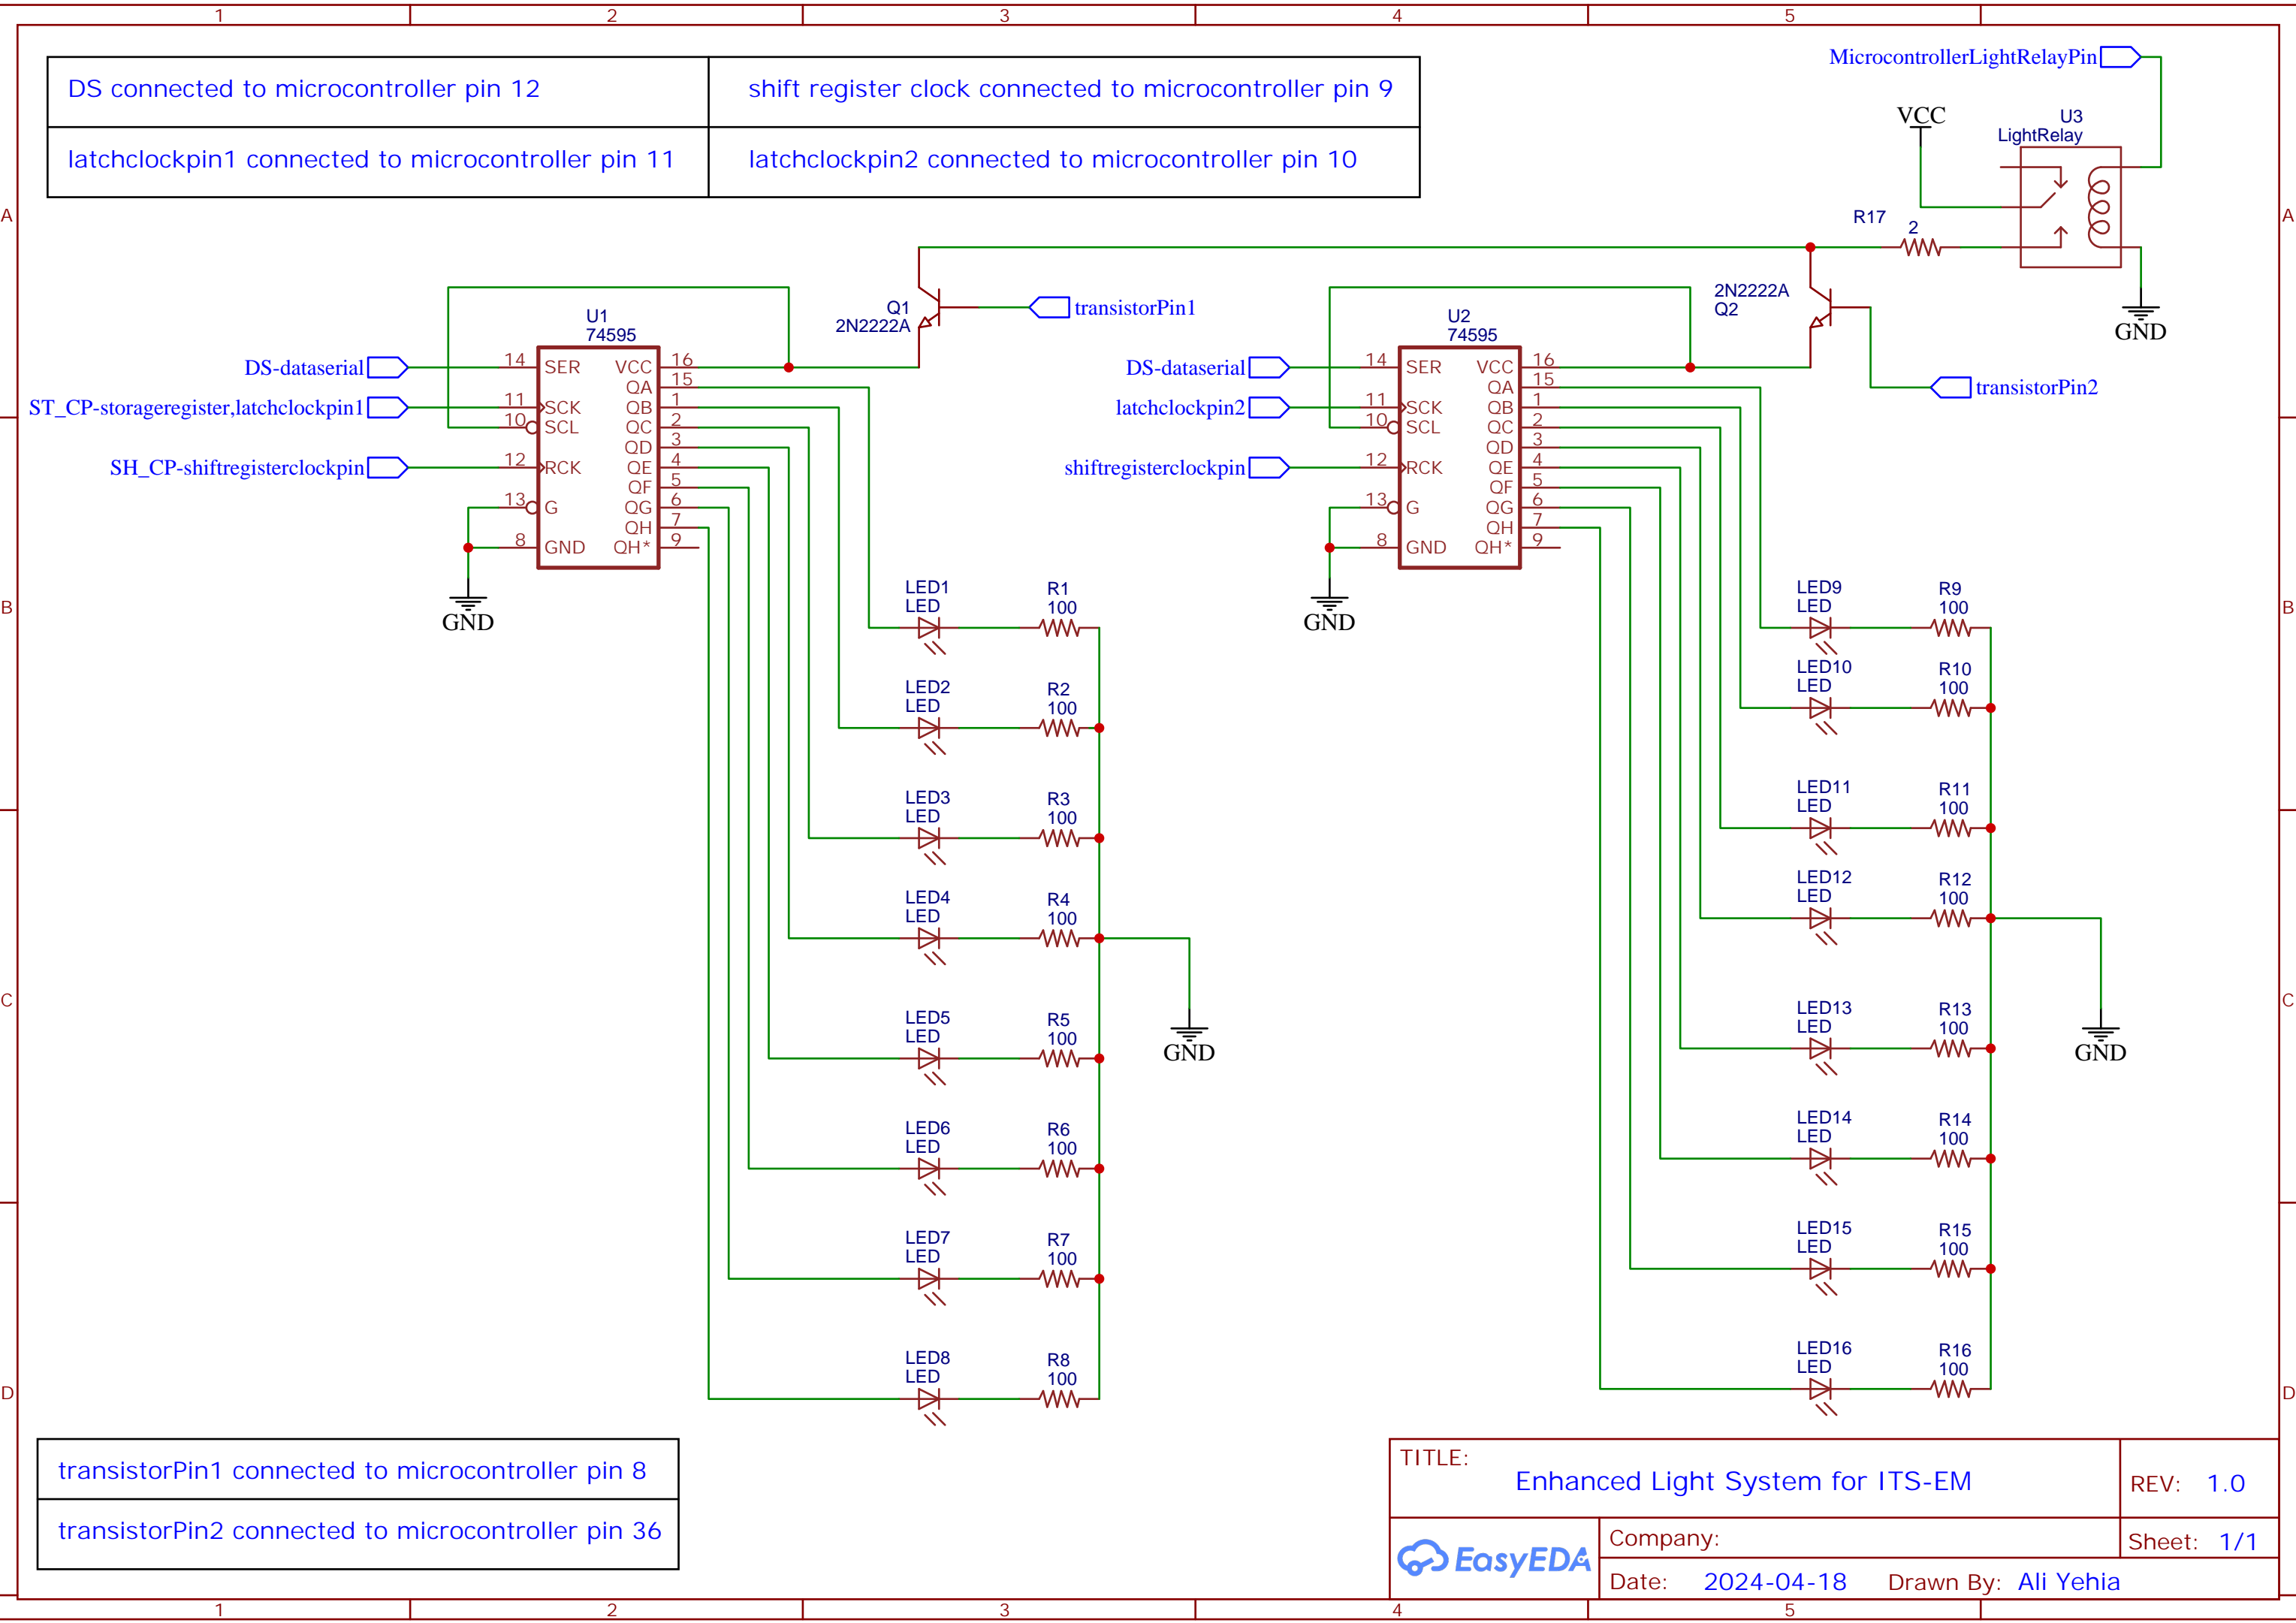 1 2 3 4 5
DS connected to microcontroller pin 12
shift register clock connected to microcontroller pin 9
latchclockpin1 connected to microcontroller pin 11
latchclockpin2 connected to microcontroller pin 10
MicrocontrollerLightRelayPin
VCC
U3
LightRelay
R17
2
GND
A
A
Q1
2N2222A
transistorPin1
2N2222A
Q2
transistorPin2
U1
74595
DS-dataserial
ST_CP-storageregister,latchclockpin1
SH_CP-shiftregisterclockpin
14 SER VCC 16
QA 15
11 SCK QB 1
10 SCL QC 2
QD 3
12 RCK QE 4
QF 5
13 G QG 6
QH 7
8 GND QH* 9
GND
U2
74595
DS-dataserial
latchclockpin2
shiftregisterclockpin
14 SER VCC 16
QA 15
11 SCK QB 1
10 SCL QC 2
QD 3
12 RCK QE 4
QF 5
13 G QG 6
QH 7
8 GND QH* 9
GND
B
B
LED1 R1
LED 100
LED2 R2
LED 100
LED3 R3
LED 100
LED4 R4
LED 100
LED5 R5
LED 100
LED6 R6
LED 100
LED7 R7
LED 100
LED8 R8
LED 100
GND
LED9 R9
LED 100
LED10 R10
LED 100
LED11 R11
LED 100
LED12 R12
LED 100
LED13 R13
LED 100
LED14 R14
LED 100
LED15 R15
LED 100
LED16 R16
LED 100
GND
C
C
D
D
transistorPin1 connected to microcontroller pin 8
transistorPin2 connected to microcontroller pin 36
TITLE:
Enhanced Light System for ITS-EM
REV: 1.0
EasyEDA
Company:
Sheet: 1/1
Date: 2024-04-18 Drawn By: Ali Yehia
1 2 3 4 5